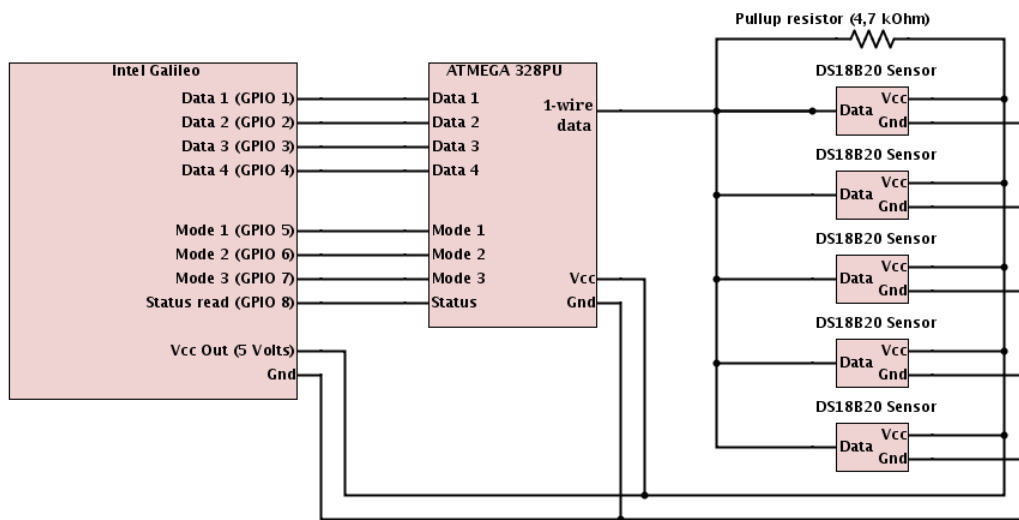 Pullup resistor (4,7 kOhm)
Intel Galileo
Data 1 (GPIO 1)
Data 2 (GPIO 2)
Data 3 (GPIO 3)
Data 4 (GPIO 4)
Mode 1 (GPIO 5)
Mode 2 (GPIO 6)
Mode 3 (GPIO 7)
Status read (GPIO 8)
Vcc Out (5 Volts)
Gnd
ATMEGA 328PU
Data 1
Data 2
Data 3
Data 4
Mode 1
Mode 2
Mode 3
Status
1-wire
data
Vcc
Gnd
DS18B20 Sensor
Data
Vcc
Gnd
DS18B20 Sensor
Data
Vcc
Gnd
DS18B20 Sensor
Data
Vcc
Gnd
DS18B20 Sensor
Data
Vcc
Gnd
DS18B20 Sensor
Data
Vcc
Gnd